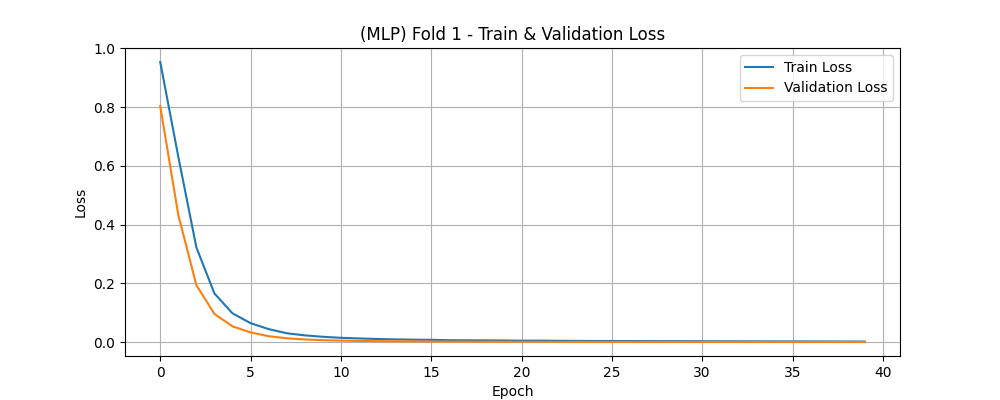 (MLP) Fold 1 - Train & Validation Loss
1.0
Train Loss
Validation Loss
0.8
0.6
Loss
0.4
0.2
0.0
0 5 10 15 20 25 30 35 40
Epoch